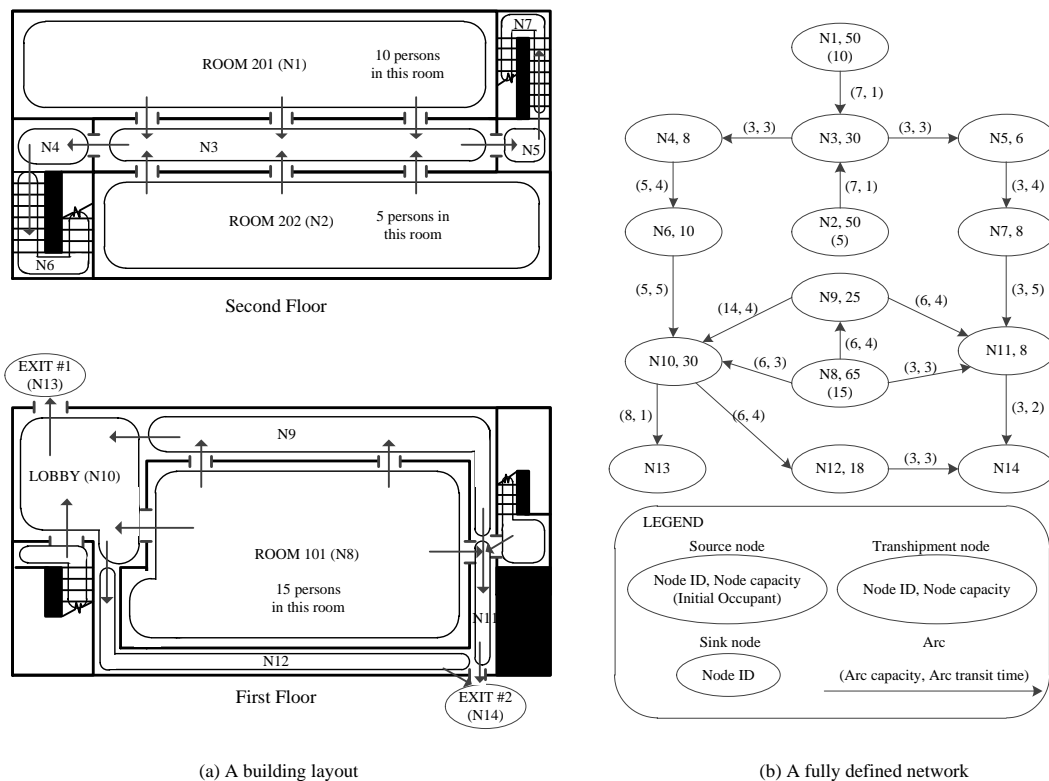 N7
ROOM 201 (N1)
10 persons
in this room
N4
N3
N5
ROOM 202 (N2)
5 persons in
this room
N6
Second Floor
EXIT #1
(N13)
N9
LOBBY (N10)
ROOM 101 (N8)
15 persons
in this room
N11
N12
First Floor
EXIT #2
(N14)
(a) A building layout
N1, 50
(10)
(7, 1)
N4, 8
(3, 3)
N3, 30
(3, 3)
N5, 6
(5, 4)
(7, 1)
(3, 4)
N6, 10
N2, 50
(5)
N7, 8
(5, 5)
(14, 4)
N9, 25
(6, 4)
(3, 5)
(6, 4)
N10, 30
(6, 3)
N8, 65
(15)
(3, 3)
N11, 8
(8, 1)
(6, 4)
(3, 2)
N13
N12, 18
(3, 3)
N14
LEGEND
Source node
Node ID, Node capacity
(Initial Occupant)
Transhipment node
Node ID, Node capacity
Sink node
Node ID
Arc
(Arc capacity, Arc transit time)
(b) A fully defined network